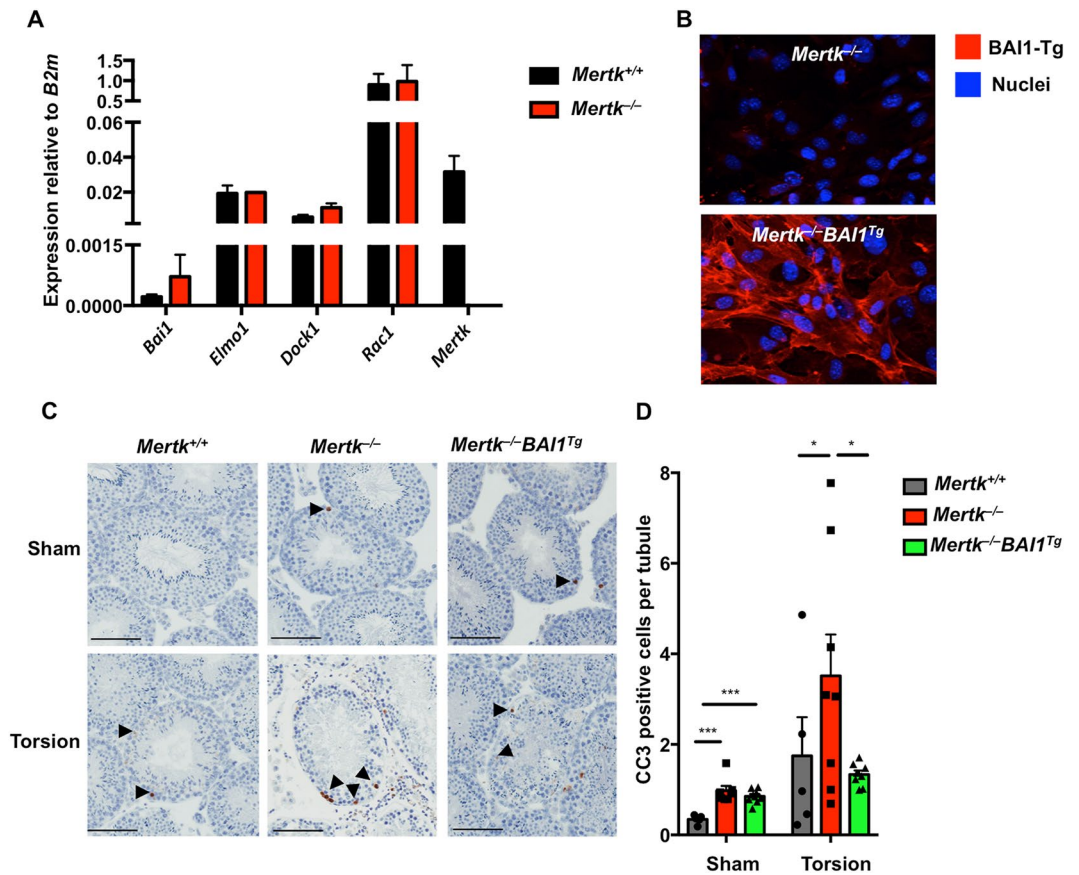 A
Expression relative to B2m
1.5
1.0
0.5
0.06
0.04
0.02
0.0015
0.0000
Bai1
Elmo1
Dock1
Rac1
Mertk
Mertk+/+
Mertk–/–
B
Mertk–/–
Mertk–/–BAI1Tg
BAI1-Tg
Nuclei
C
Mertk+/+
Mertk–/–
Mertk–/–BAI1Tg
Sham
Torsion
D
CC3 positive cells per tubule
8
6
4
2
0
***
***
*
*
Sham
Torsion
Mertk+/+
Mertk–/–
Mertk–/–BAI1Tg